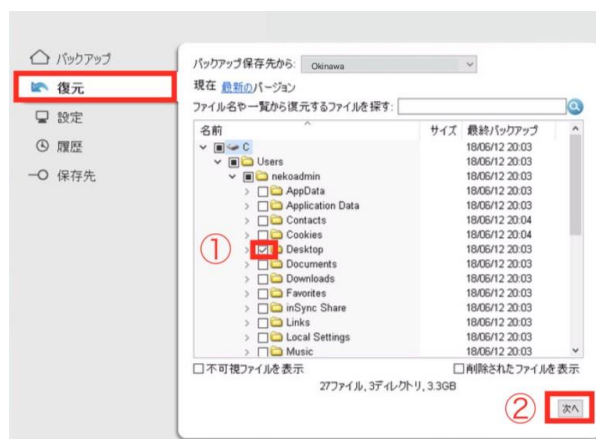 バックアップ
復元
設定
履歴
保存先
バックアップ保存先から: Okinawa
現在 最新のバージョン
ファイル名や一覧から復元するファイルを探す:
名前 サイズ 最終バックアップ
C 18/06/12 20:03
Users 18/06/12 20:03
nekoadmin 18/06/12 20:03
AppData 18/06/12 20:03
Application Data 18/06/12 20:03
Contacts 18/06/12 20:04
Cookies 18/06/12 20:04
① Desktop 18/06/12 20:03
Documents 18/06/12 20:03
Downloads 18/06/12 20:03
Favorites 18/06/12 20:03
inSync Share 18/06/12 20:03
Links 18/06/12 20:03
Local Settings 18/06/12 20:03
Music 18/06/12 20:03
不可視ファイルを表示 削除されたファイルを表示
27ファイル, 3ディレクトリ, 3.3GB
② 次へ